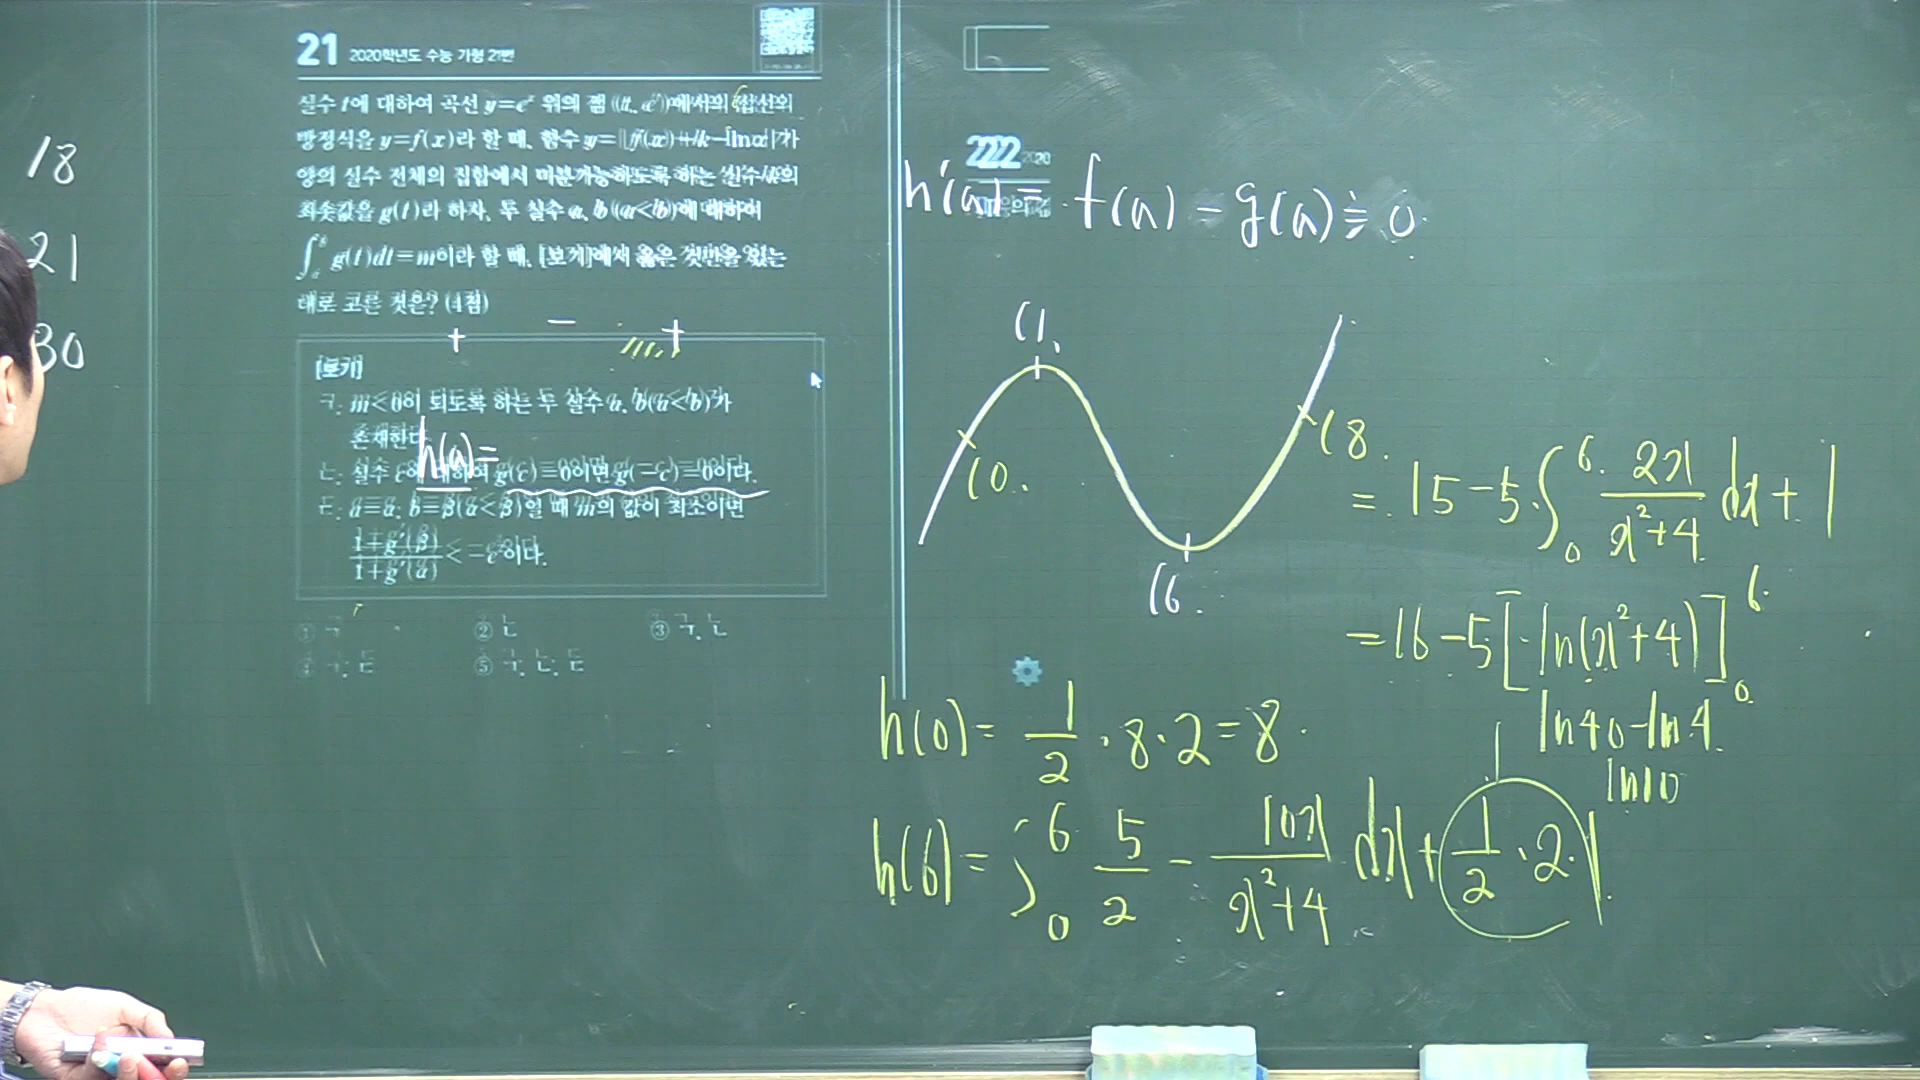 18
21
30
21 2020학년도 수능 가형 21번
실수 t에 대하여 곡선 y=e^x 위의 점 (t, e^t)에서의 접선의
방정식을 y=f(x)라 할 때, 함수 y=|f(x)+k-ln x|가
양의 실수 전체의 집합에서 미분가능하도록 하는 실수 k의
최솟값을 g(t)라 하자. 두 실수 a, b (a<b)에 대하여
∫_a^b g(t)dt=m이라 할 때, [보기]에서 옳은 것만을 있는
대로 고른 것은? (4점)
+ − +
[보기]
ㄱ. m<0이 되도록 하는 두 실수 a, b(a<b)가
존재한다.
h(a)=
ㄴ. 실수 c에 대하여 g(c)=0이면 g(-c)=0이다.
ㄷ. a=α, b=β(α<β)일 때 m의 값이 최소이면
(1+g'(β))/(1+g'(α)) < -e^2이다.
① ㄱ ② ㄴ ③ ㄱ, ㄴ
④ ㄱ, ㄷ ⑤ ㄱ, ㄴ, ㄷ
222 2020
h'(a) = f(a) - g(a) = 0
(1.
(0.
(8.
(6.
= 15-5·∫_0^6 2x/(x²+4) dx + 1
= 16-5[ln(x²+4)]_0^6
ln40-ln4
ln10
h(0) = 1/2 · 8 · 2 = 8
h(6) = ∫_0^6 5/2 - 10x/(x²+4) dx + 1/2 · 2 · 1
1